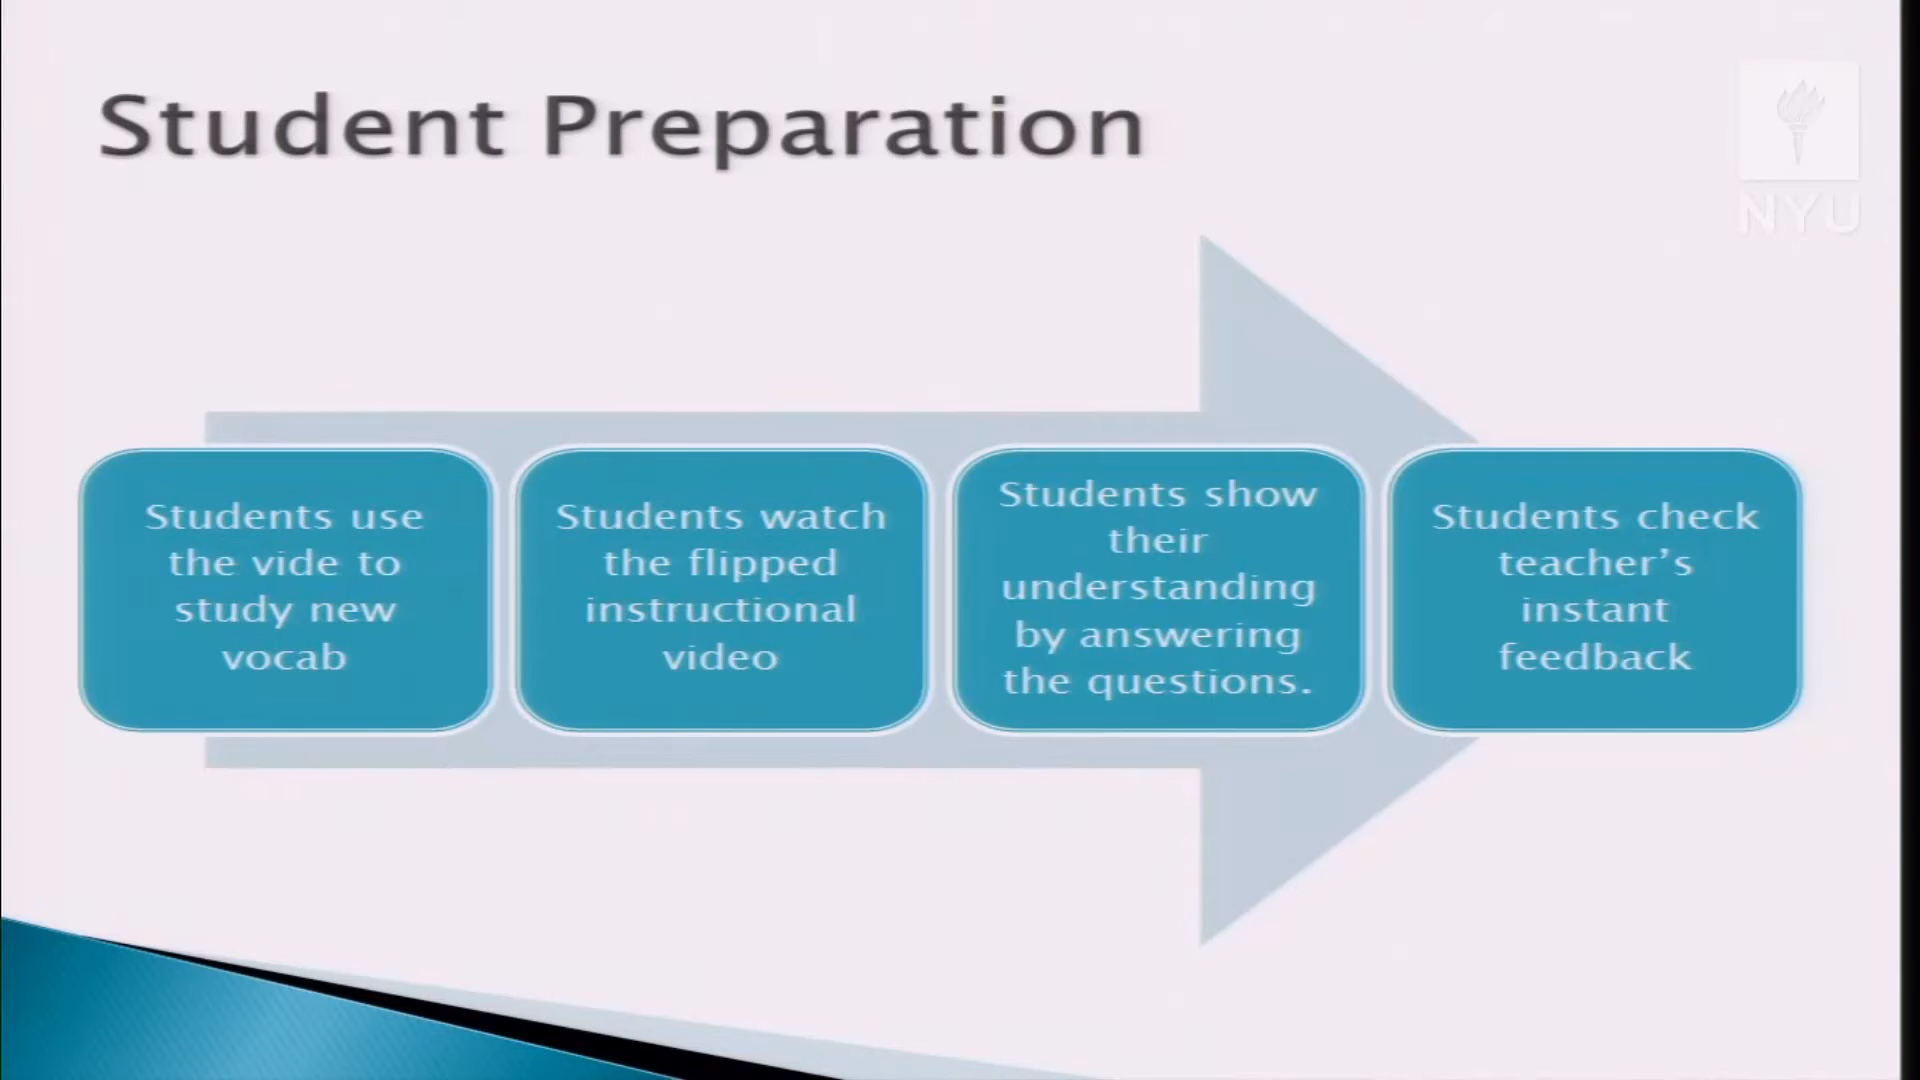 Student Preparation
NYU
Students use
the vide to
study new
vocab
Students watch
the flipped
instructional
video
Students show
their
understanding
by answering
the questions.
Students check
teacher’s
instant
feedback